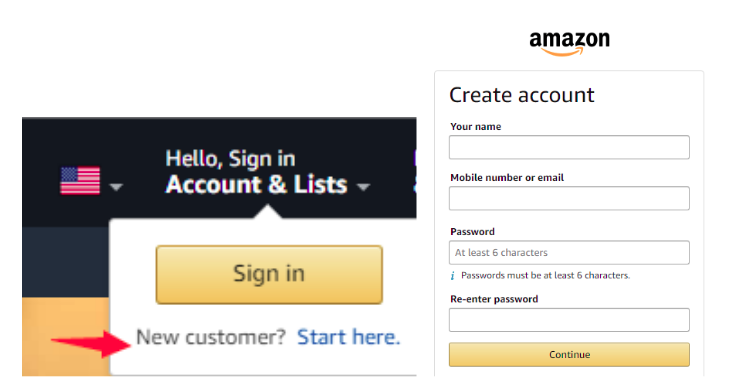 Hello, Sign in
Account & Lists
Sign in
New customer? Start here.
amazon
Create account
Your name
Mobile number or email
Password
At least 6 characters
i Passwords must be at least 6 characters.
Re-enter password
Continue